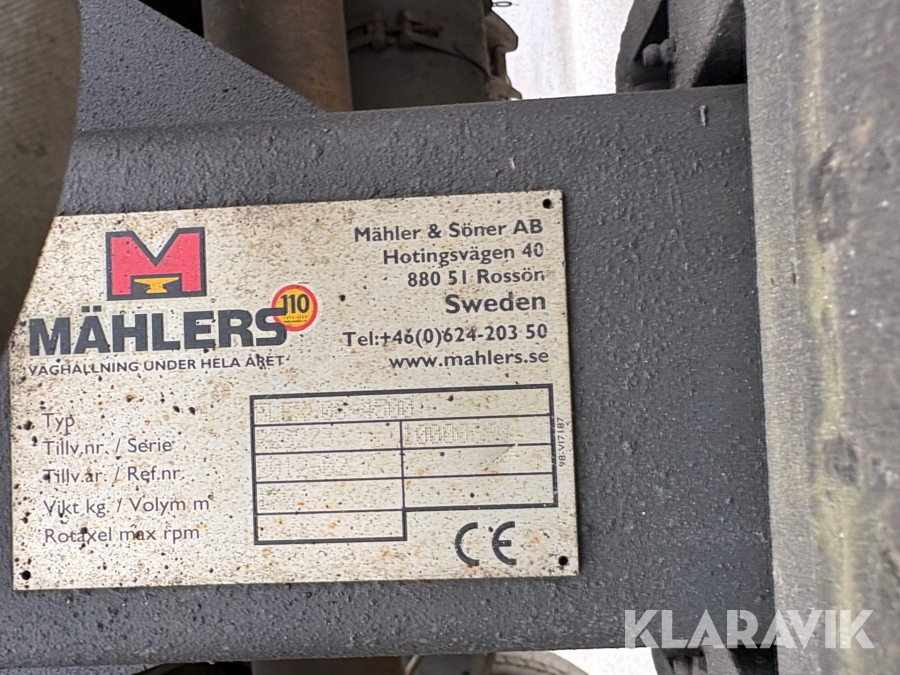 M
MÄHLERS
110
VÄGHÅLLNING UNDER HELA ÅRET
Mähler & Söner AB
Hotingsvägen 40
880 51 Rossön
Sweden
Tel:+46(0)624-203 50
www.mahlers.se
Typ
Tillv.nr. / Serie
Tillv.år. / Ref.nr.
Vikt kg. / Volym m³
Rotaxel max rpm
98-V17187
CE
KLARAVIK